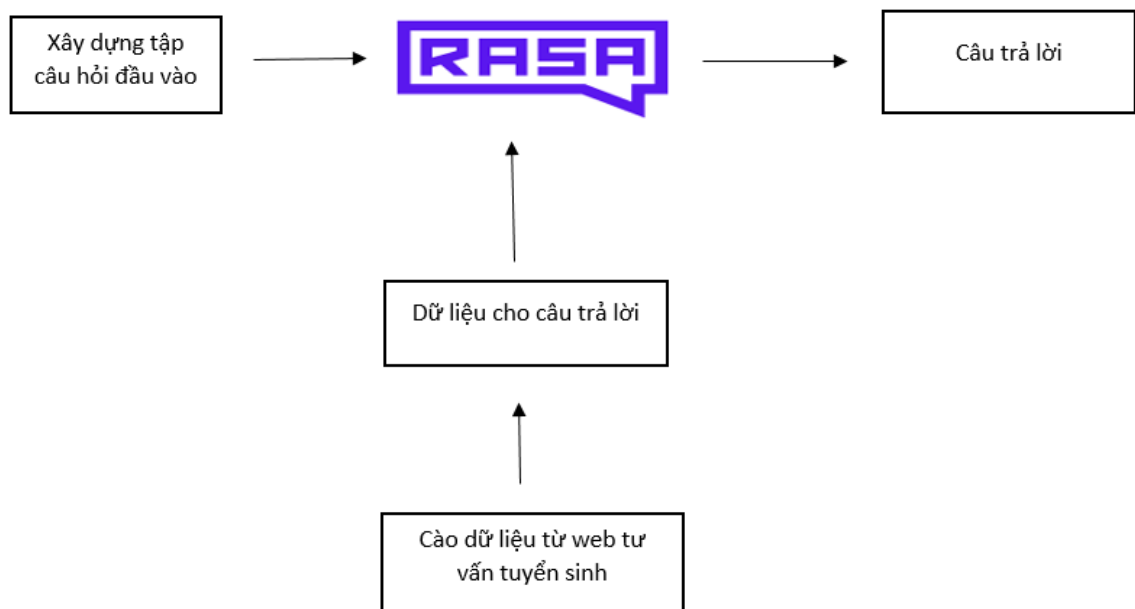 Xây dựng tập
câu hỏi đầu vào
RASA
Câu trả lời
Dữ liệu cho câu trả lời
Cào dữ liệu từ web tư
vấn tuyển sinh